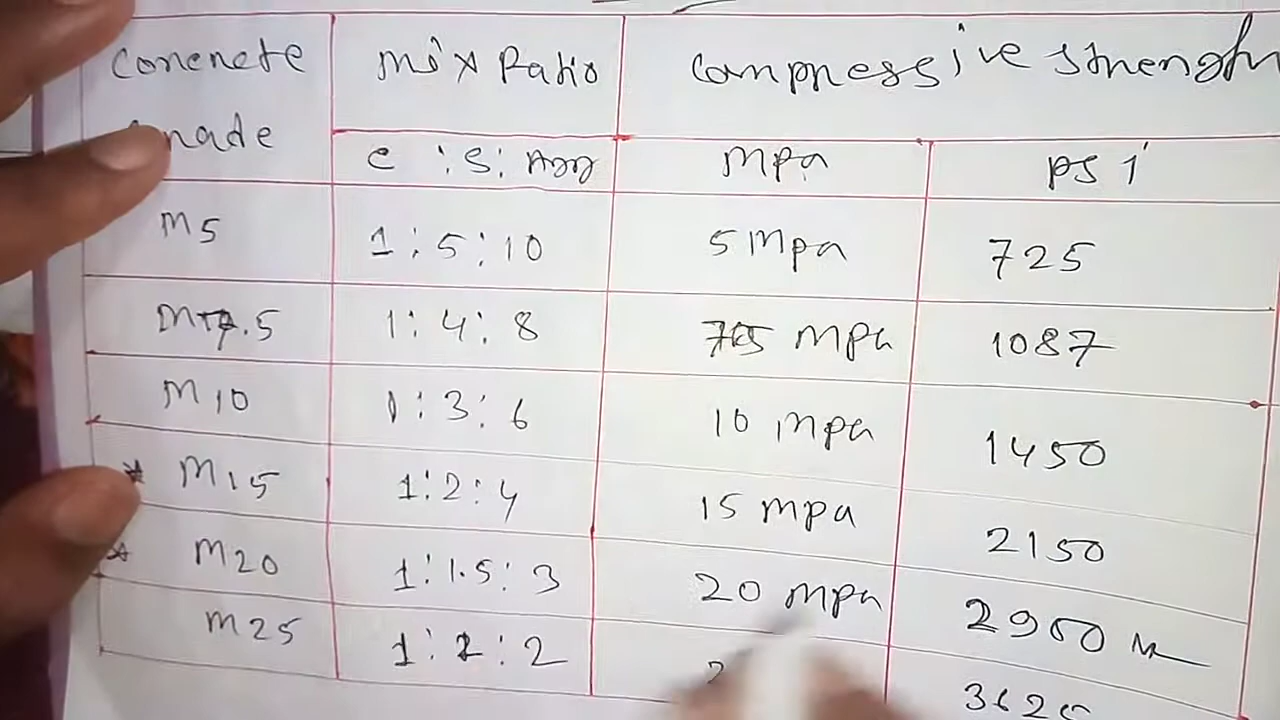 Concrete Mix Ratio Compressive Strength
Grade C : S : Agg Mpa PSi
M5 1:5:10 5 Mpa 725
M7.5 1:4:8 7.5 Mpa 1087
M10 1:3:6 10 Mpa 1450
M15 1:2:4 15 Mpa 2150
M20 1:1.5:3 20 Mpa 2900
M25 1:1:2